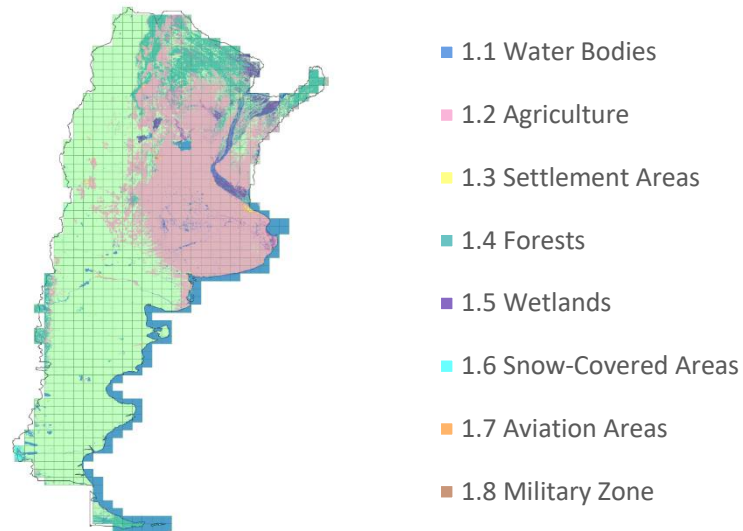 1.1 Water Bodies
1.2 Agriculture
1.3 Settlement Areas
1.4 Forests
1.5 Wetlands
1.6 Snow-Covered Areas
1.7 Aviation Areas
1.8 Military Zone